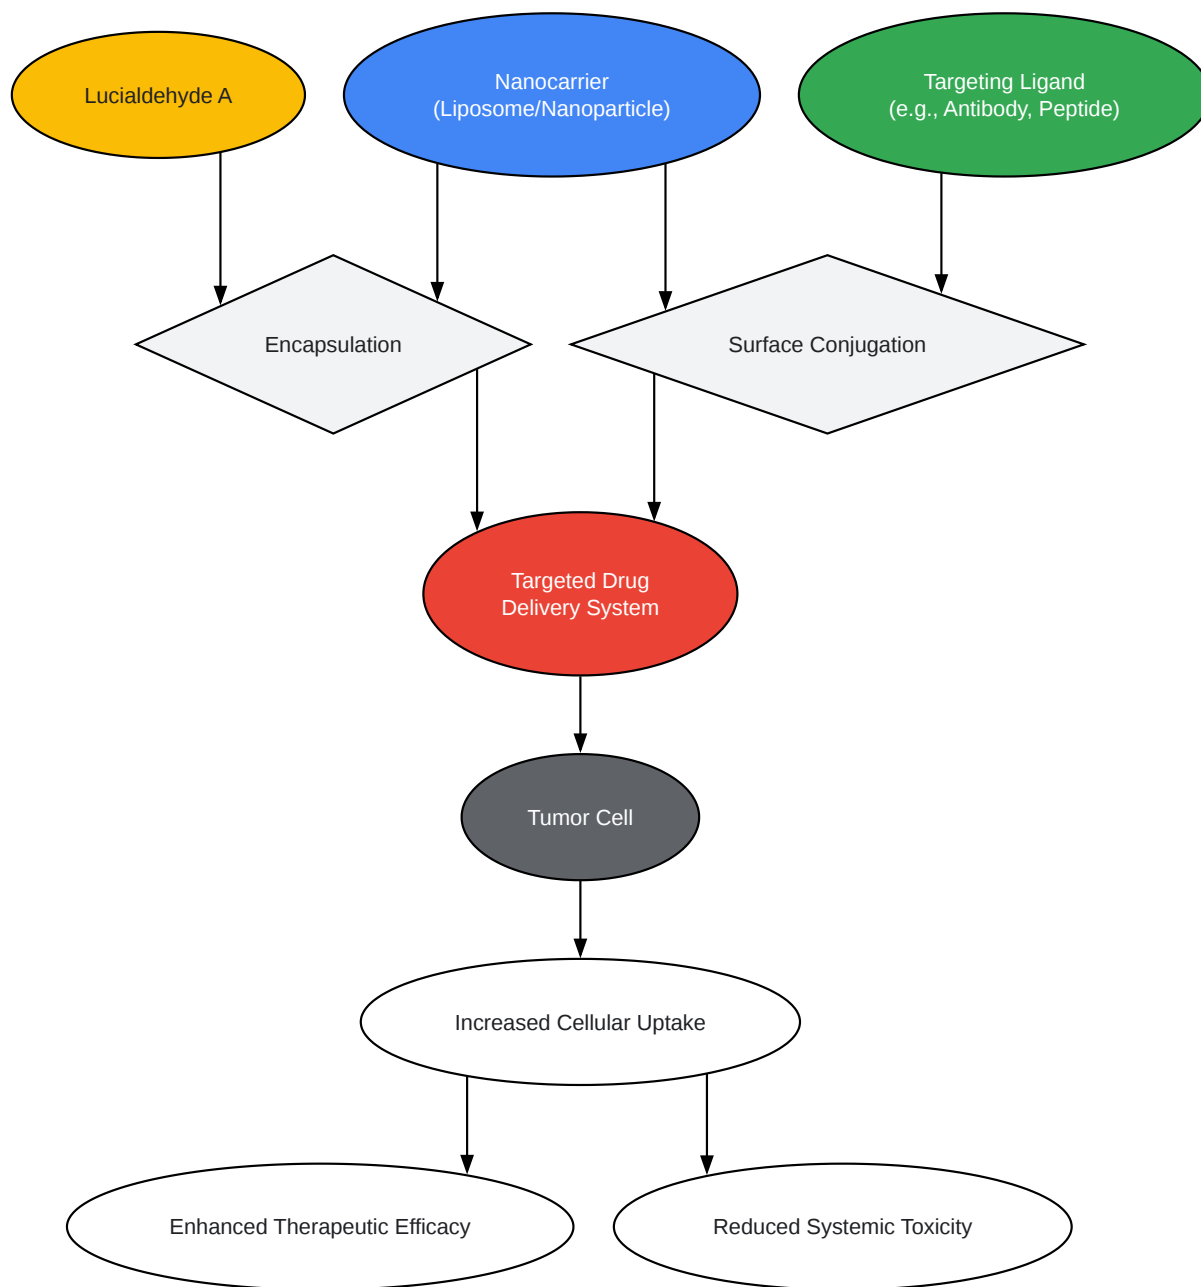 Lucialdehyde A
Nanocarrier
(Liposome/Nanoparticle)
Targeting Ligand
(e.g., Antibody, Peptide)
Encapsulation
Surface Conjugation
Targeted Drug
Delivery System
Tumor Cell
Increased Cellular Uptake
Enhanced Therapeutic Efficacy
Reduced Systemic Toxicity